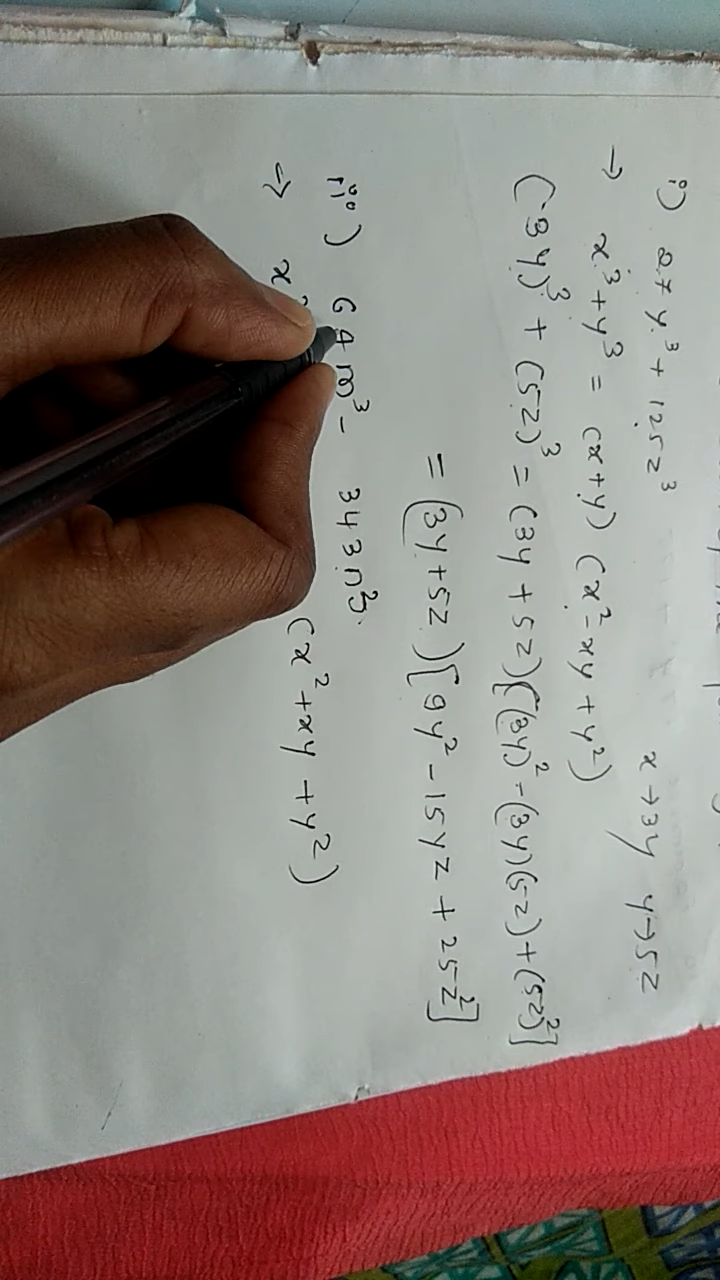 i) 27y³ + 125z³
x→3y y→5z
→ x³+y³ = (x+y) (x²-xy+y²)
(3y)³ + (5z)³ = (3y+5z)[(3y)²-(3y)(5z)+(5z)²]
= (3y+5z)[9y²-15yz+25z²]
ii) 64m³ - 343n³
⇒ (x²+xy+y²)